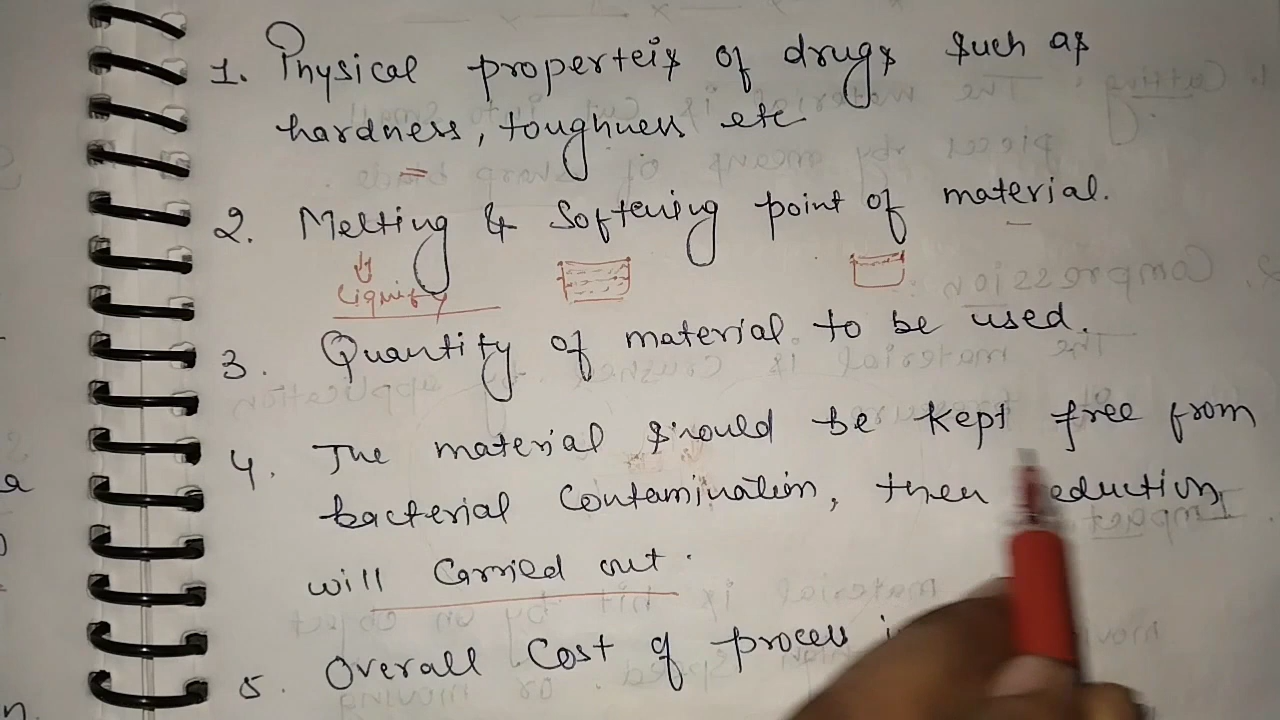 1. Physical properteis of drugs such as
hardness, toughness etc
2. Melting & Softening point of material.
Liquify
3. Quantity of material to be used.
4. The material should be kept free from
bacterial Contamination, then reduction
will Carried out.
5. Overall Cost of process